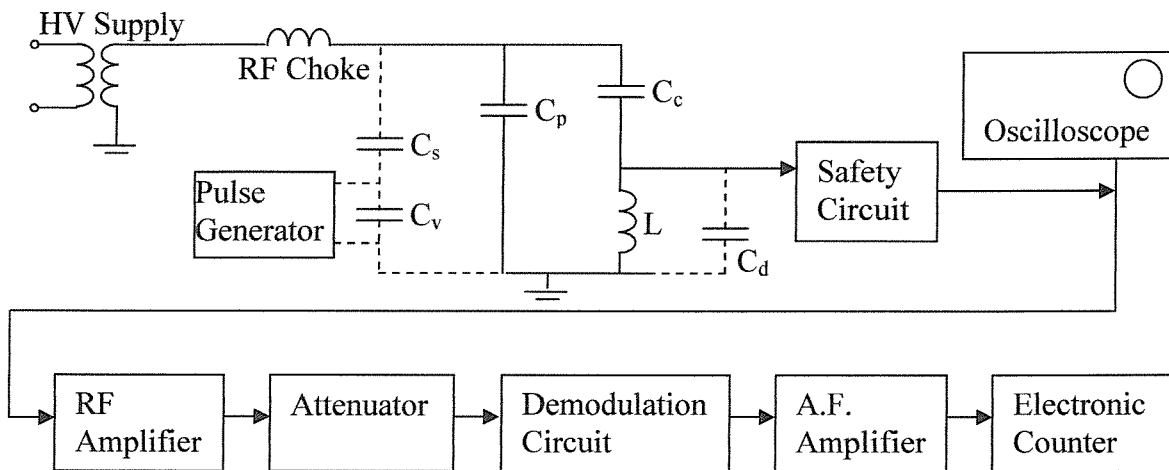 HV Supply
RF Choke
C_p
C_c
Oscilloscope
C_s
Pulse
Generator
C_v
L
C_d
Safety
Circuit
RF
Amplifier
Attenuator
Demodulation
Circuit
A.F.
Amplifier
Electronic
Counter